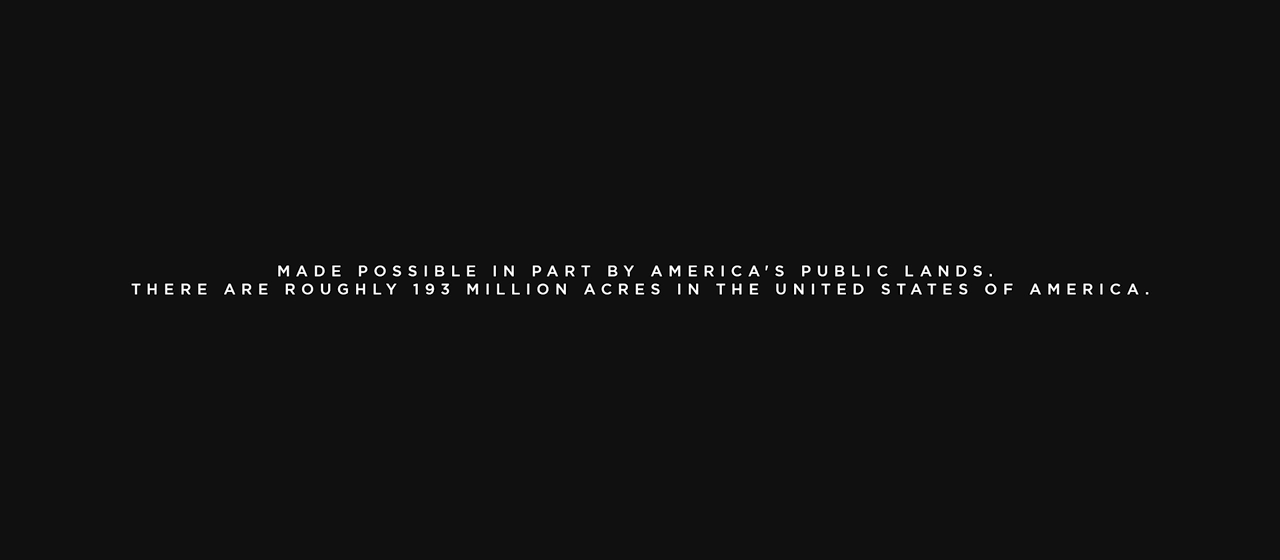 MADE POSSIBLE IN PART BY AMERICA'S PUBLIC LANDS.
THERE ARE ROUGHLY 193 MILLION ACRES IN THE UNITED STATES OF AMERICA.